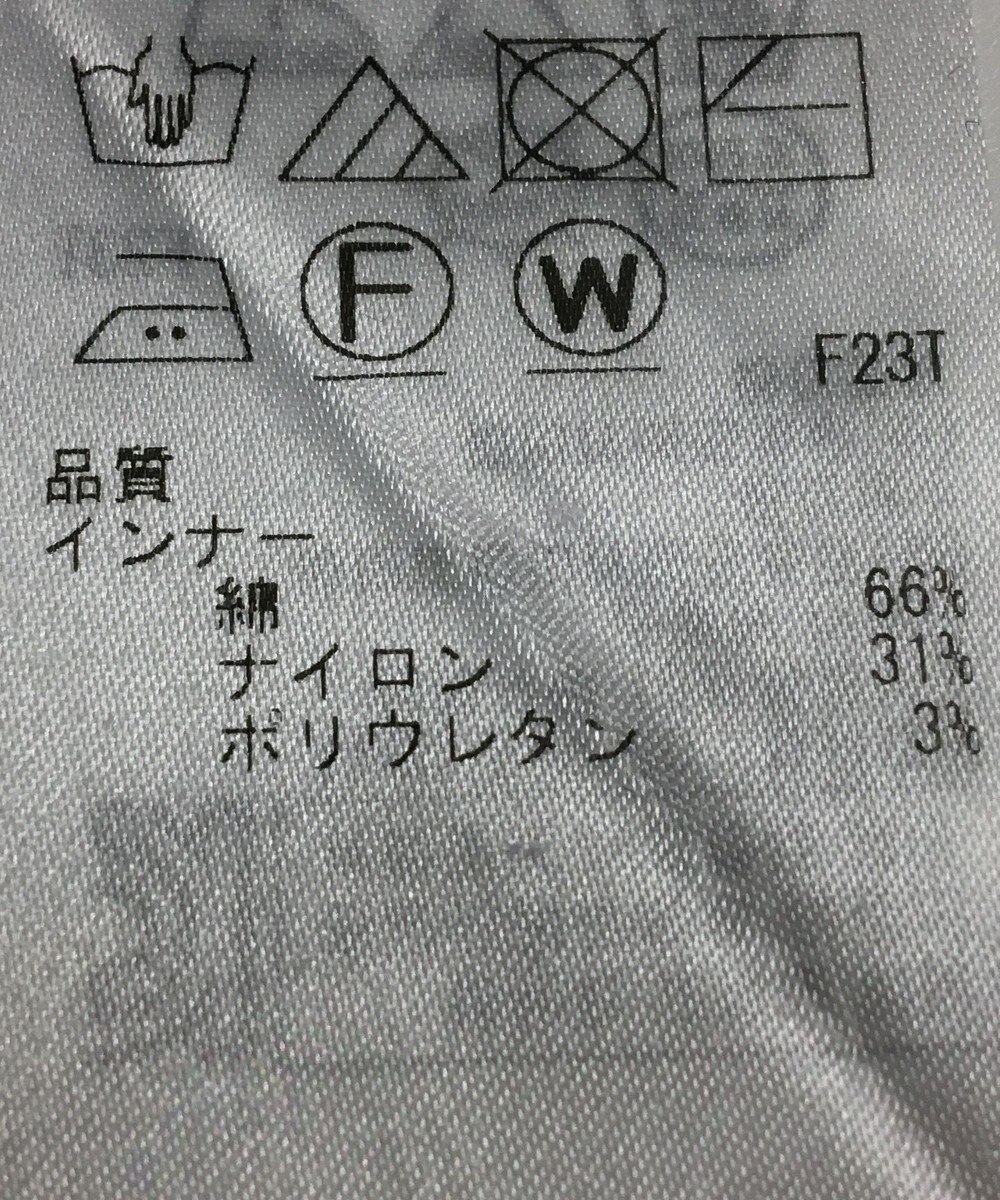 F W
F23T
品質
インナー
綿 66%
ナイロン 31%
ポリウレタン 3%